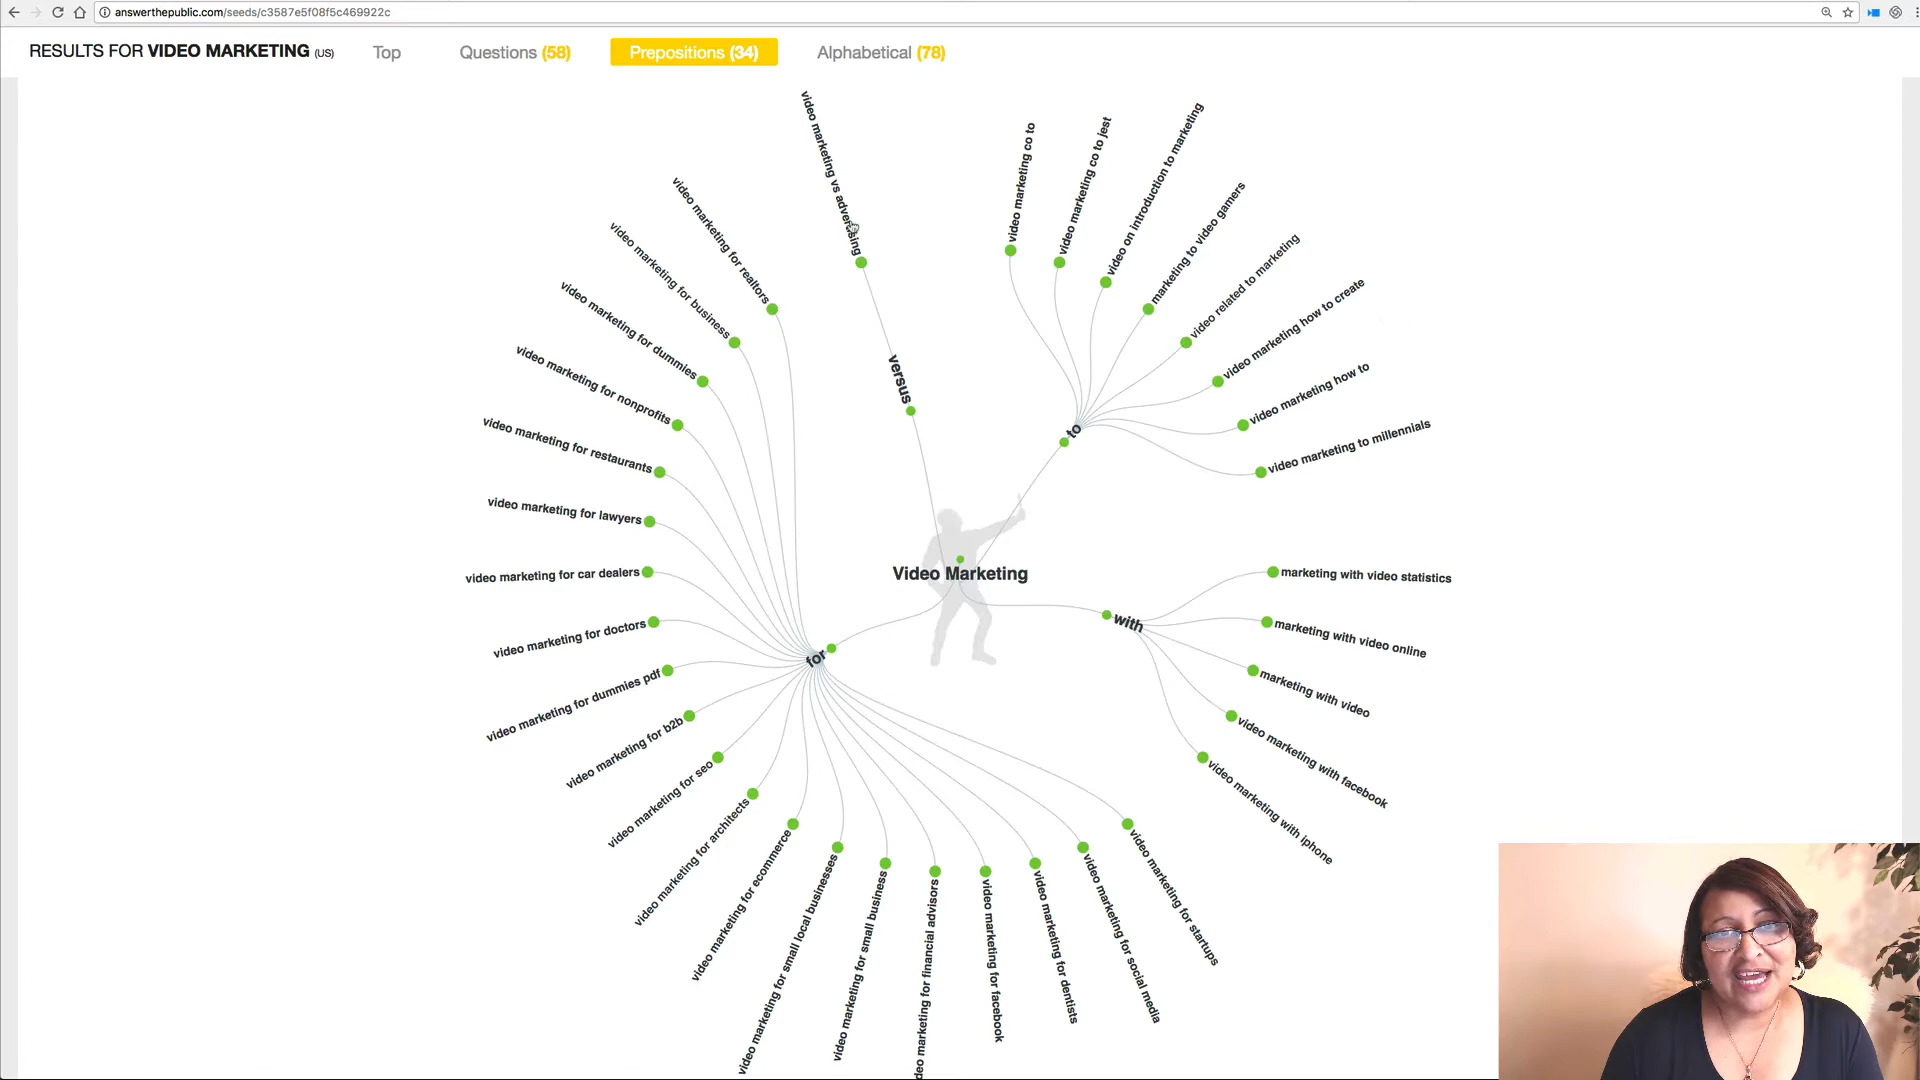 answerthepublic.com/seeds/c3587e5f08f5c469922c
RESULTS FOR VIDEO MARKETING (US)
Top
Questions (58)
Prepositions (34)
Alphabetical (78)
Video Marketing
versus
video marketing vs advertising
to
video marketing co to
video marketing co to jest
video on introduction to marketing
marketing to video gamers
video related to marketing
video marketing how to create
video marketing how to
video marketing to millennials
with
marketing with video statistics
marketing with video online
marketing with video
video marketing with facebook
video marketing with iphone
for
video marketing for startups
video marketing for social media
video marketing for dentists
video marketing for facebook
deo marketing for financial advisors
video marketing for small business
video marketing for small local businesses
video marketing for ecommerce
video marketing for architects
video marketing for seo
video marketing for b2b
video marketing for dummies pdf
video marketing for doctors
video marketing for car dealers
video marketing for lawyers
video marketing for restaurants
video marketing for nonprofits
video marketing for dummies
video marketing for business
video marketing for realtors